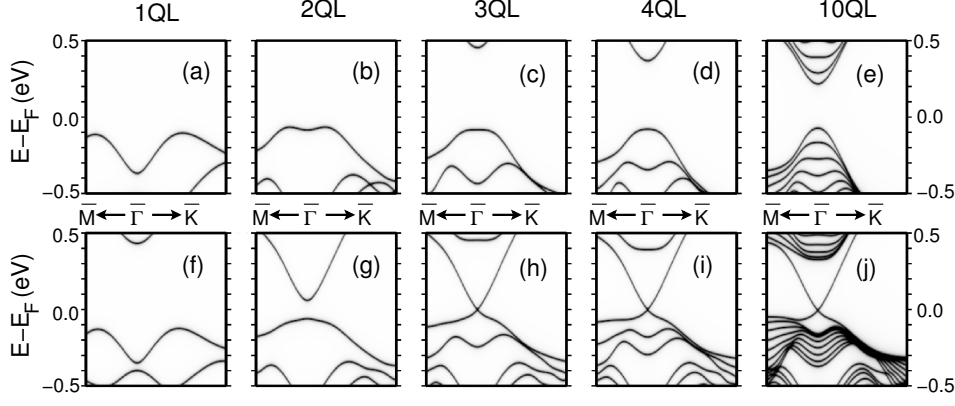 1QL 2QL 3QL 4QL 10QL
0.5 0.5
(a) (b) (c) (d) (e)
E−E_F (eV)
0.0 0.0
−0.5 −0.5
M̅ ← Γ̅ → K̅ M̅ ← Γ̅ → K̅ M̅ ← Γ̅ → K̅ M̅ ← Γ̅ → K̅ M̅ ← Γ̅ → K̅
0.5 0.5
(f) (g) (h) (i) (j)
E−E_F (eV)
0.0 0.0
−0.5 −0.5